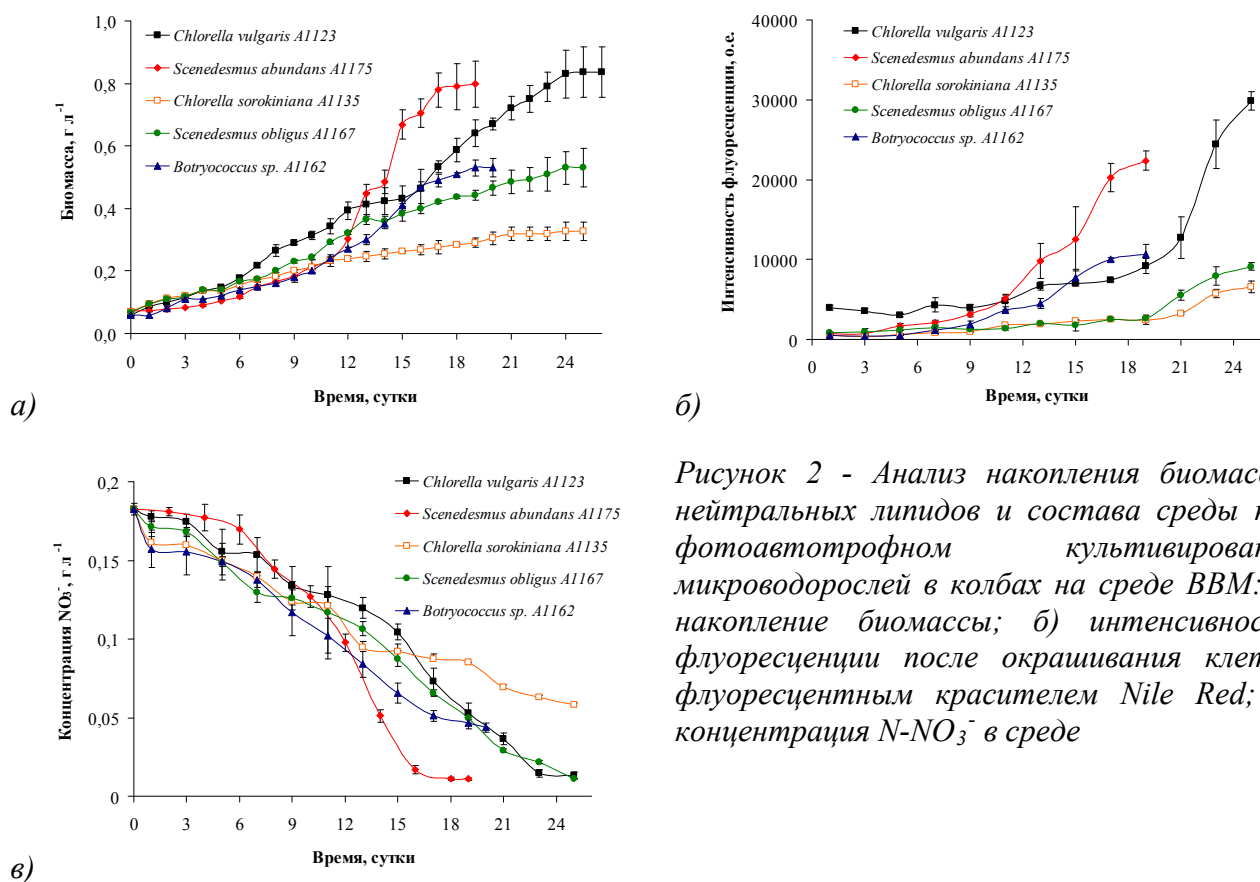 1,0
0,8
0,6
0,4
0,2
0,0
Биомасса, г л⁻¹
Chlorella vulgaris A1123
Scenedesmus abundans A1175
Chlorella sorokiniana A1135
Scenedesmus obligus A1167
Botryococcus sp. A1162
0 3 6 9 12 15 18 21 24
Время, сутки
а)
40000
30000
20000
10000
0
Интенсивность флуоресценции, о.е.
Chlorella vulgaris A1123
Scenedesmus abundans A1175
Chlorella sorokiniana A1135
Scenedesmus obligus A1167
Botryococcus sp. A1162
0 3 6 9 12 15 18 21 24
Время, сутки
б)
0,2
0,15
0,1
0,05
0
Концентрация NO₃⁻, г л⁻¹
Chlorella vulgaris A1123
Scenedesmus abundans A1175
Chlorella sorokiniana A1135
Scenedesmus obligus A1167
Botryococcus sp. A1162
0 3 6 9 12 15 18 21 24
Время, сутки
в)
Рисунок 2 - Анализ накопления биомасс
нейтральных липидов и состава среды
фотоавтотрофном культивирован
микроводорослей в колбах на среде BBM:
накопление биомассы; б) интенсивнос
флуоресценции после окрашивания клет
флуоресцентным красителем Nile Red;
концентрация N-NO₃⁻ в среде